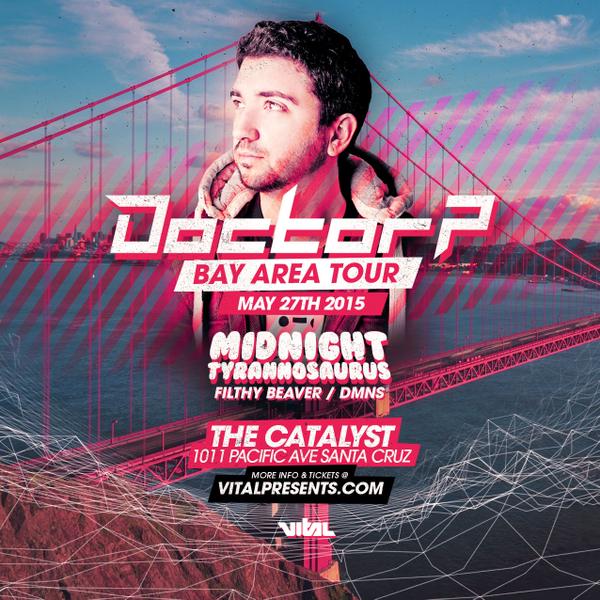 Doctor P
BAY AREA TOUR
MAY 27TH 2015
MIDNIGHT
TYRANNOSAURUS
FILTHY BEAVER / DMNS
THE CATALYST
1011 PACIFIC AVE SANTA CRUZ
MORE INFO & TICKETS @
VITALPRESENTS.COM
VITAL